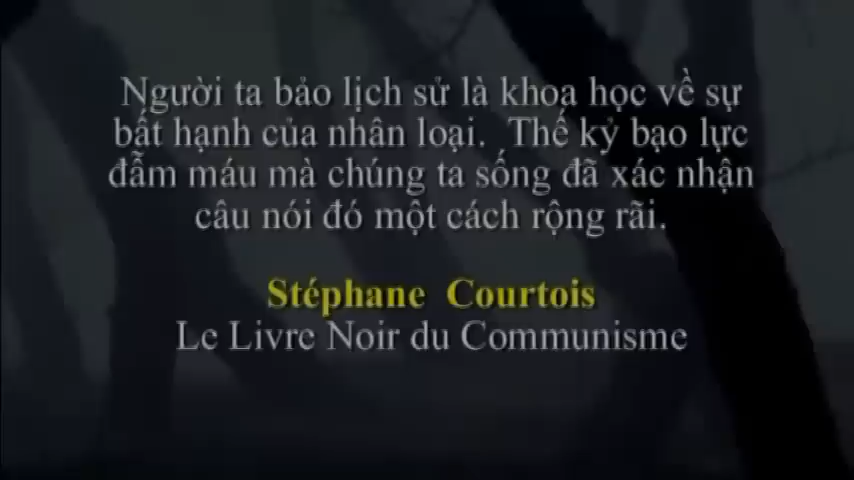 Người ta bảo lịch sử là khoa học về sự
bất hạnh của nhân loại. Thế kỷ bạo lực
đẫm máu mà chúng ta sống đã xác nhận
câu nói đó một cách rộng rãi.
Stéphane Courtois
Le Livre Noir du Communisme